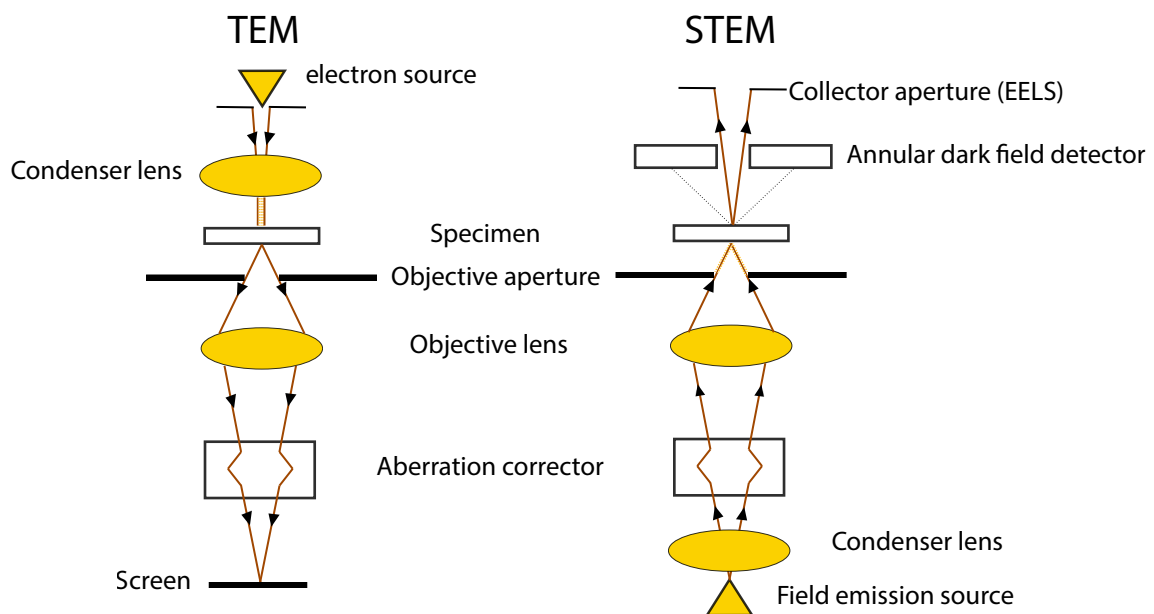 TEM
STEM
electron source
Collector aperture (EELS)
Condenser lens
Annular dark field detector
Specimen
Objective aperture
Objective lens
Aberration corrector
Condenser lens
Screen
Field emission source